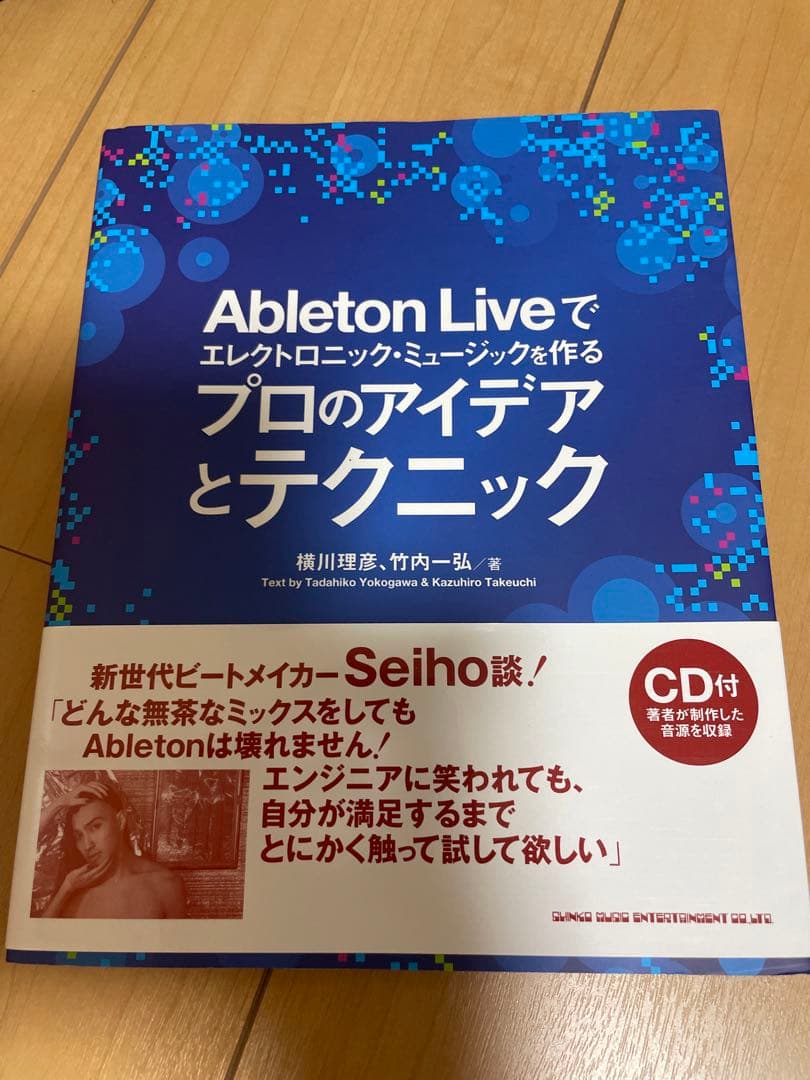 Ableton Liveで
エレクトロニック・ミュージックを作る
プロのアイデア
とテクニック
横川理彦、竹内一弘／著
Text by Tadahiko Yokogawa & Kazuhiro Takeuchi
新世代ビートメイカーSeiho談!
「どんな無茶なミックスをしても
Abletonは壊れません!
エンジニアに笑われても、
自分が満足するまで
とにかく触って試して欲しい」
CD付
著者が制作した
音源を収録
SHINKO MUSIC ENTERTAINMENT CO.,LTD.